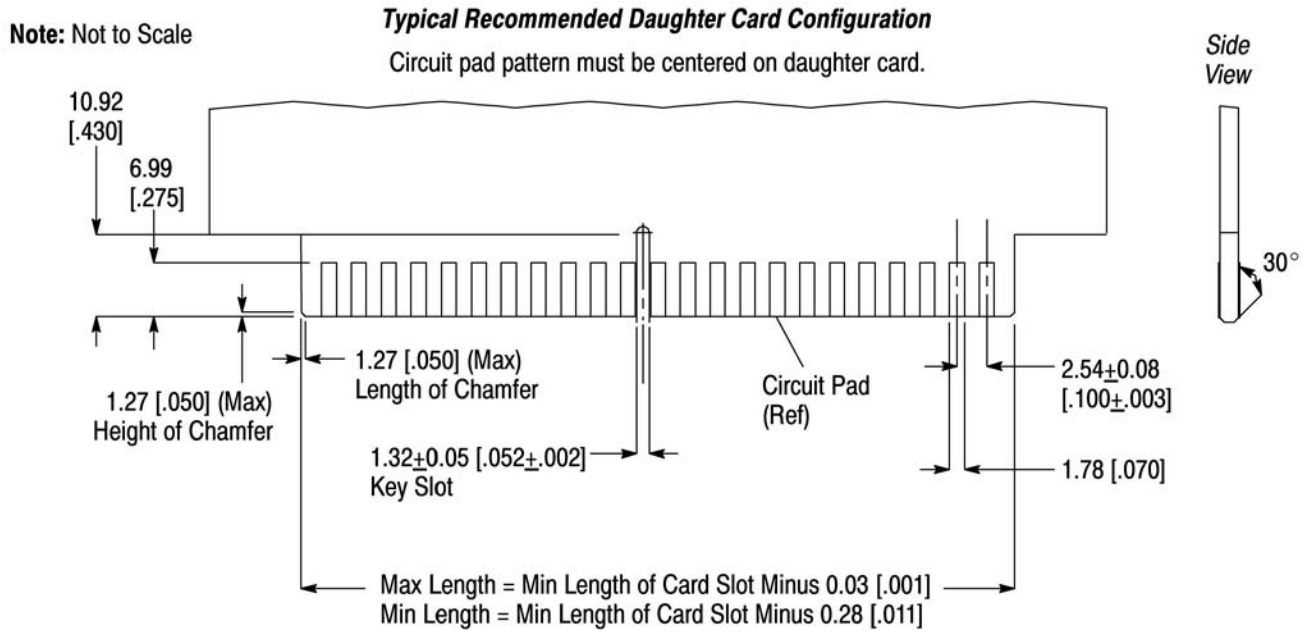 Typical Recommended Daughter Card Configuration
Note: Not to Scale
Circuit pad pattern must be centered on daughter card.
Side
View
10.92
[.430]
6.99
[.275]
30°
1.27 [.050] (Max)
Length of Chamfer
1.27 [.050] (Max)
Height of Chamfer
Circuit Pad
(Ref)
2.54±0.08
[.100±.003]
1.32±0.05 [.052±.002]
Key Slot
1.78 [.070]
Max Length = Min Length of Card Slot Minus 0.03 [.001]
Min Length = Min Length of Card Slot Minus 0.28 [.011]